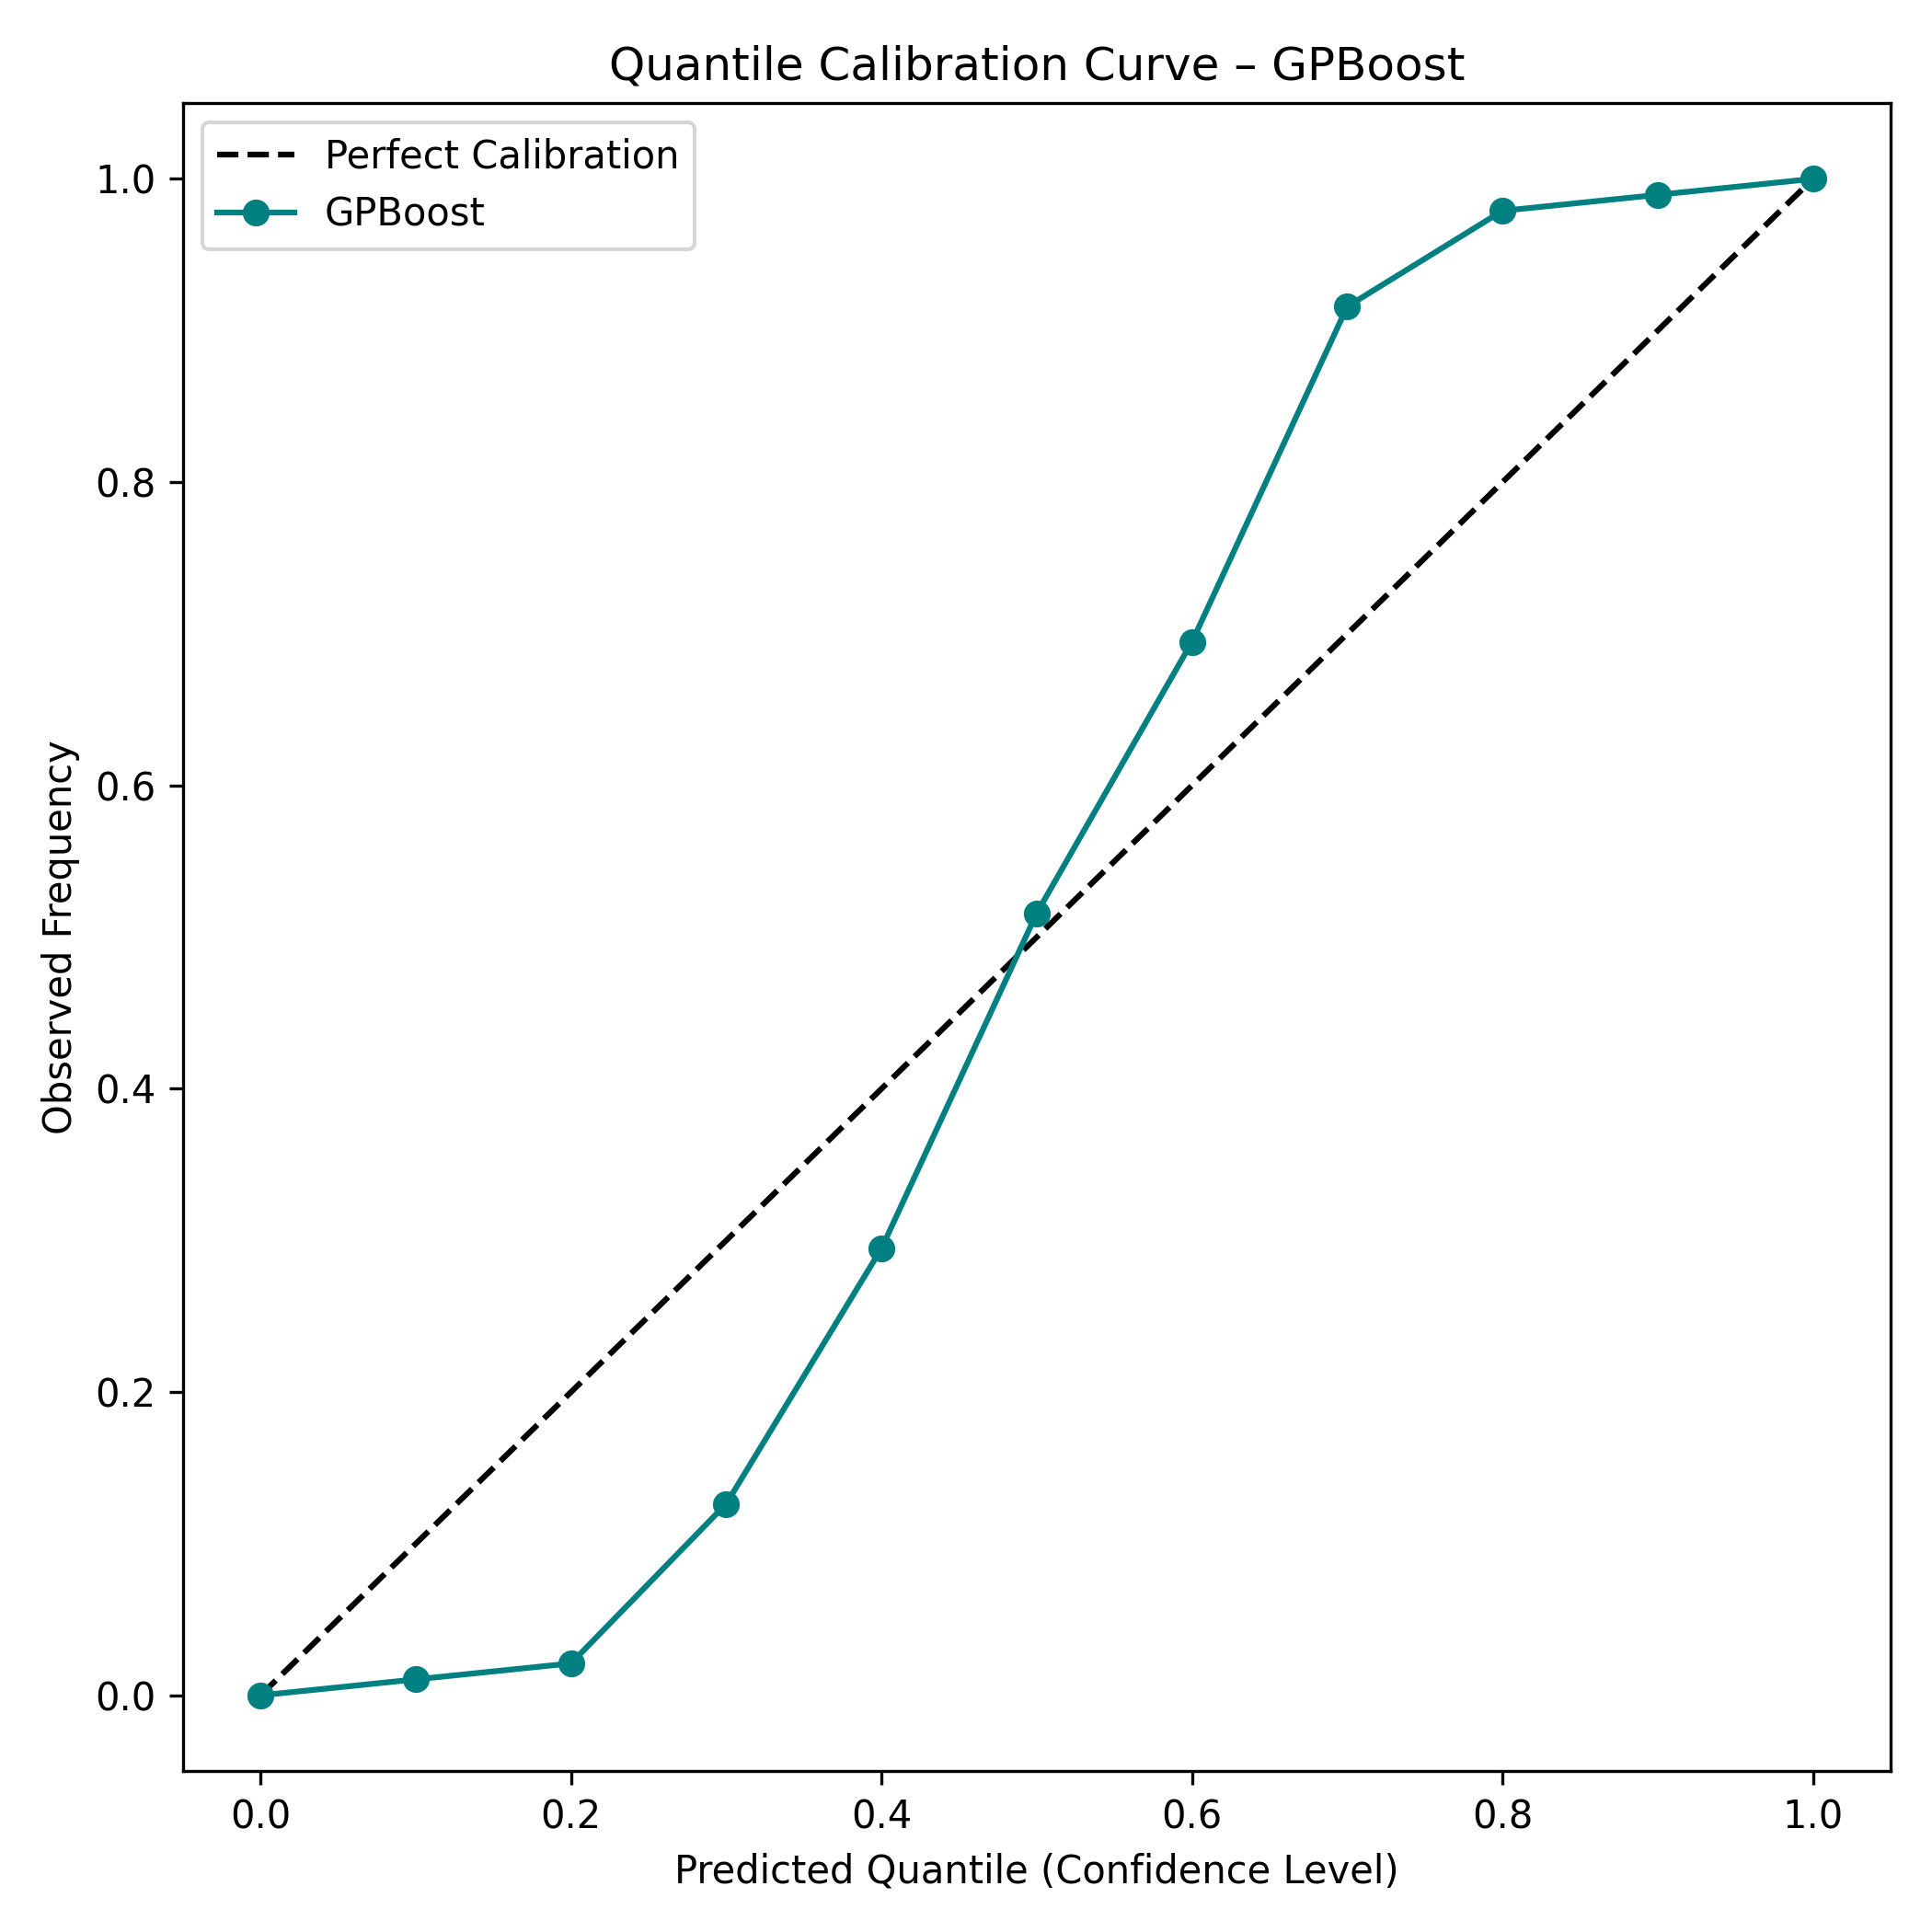 Quantile Calibration Curve – GPBoost
Perfect Calibration
GPBoost
1.0
0.8
0.6
0.4
0.2
0.0
Observed Frequency
0.0 0.2 0.4 0.6 0.8 1.0
Predicted Quantile (Confidence Level)